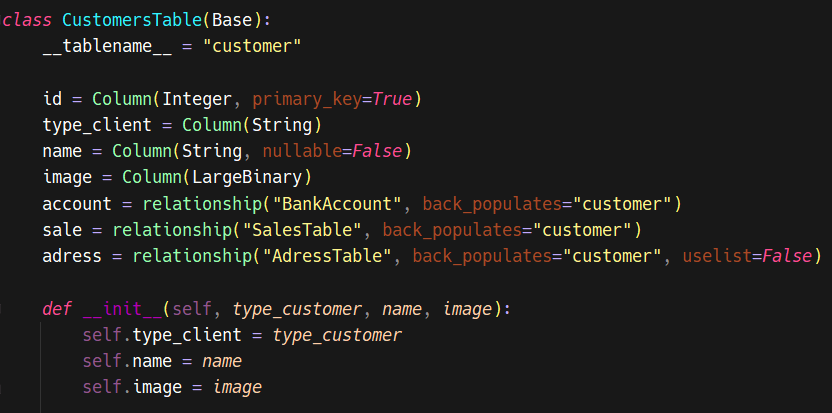 class CustomersTable(Base):
    __tablename__ = "customer"

    id = Column(Integer, primary_key=True)
    type_client = Column(String)
    name = Column(String, nullable=False)
    image = Column(LargeBinary)
    account = relationship("BankAccount", back_populates="customer")
    sale = relationship("SalesTable", back_populates="customer")
    adress = relationship("AdressTable", back_populates="customer", uselist=False)

    def __init__(self, type_customer, name, image):
        self.type_client = type_customer
        self.name = name
        self.image = image